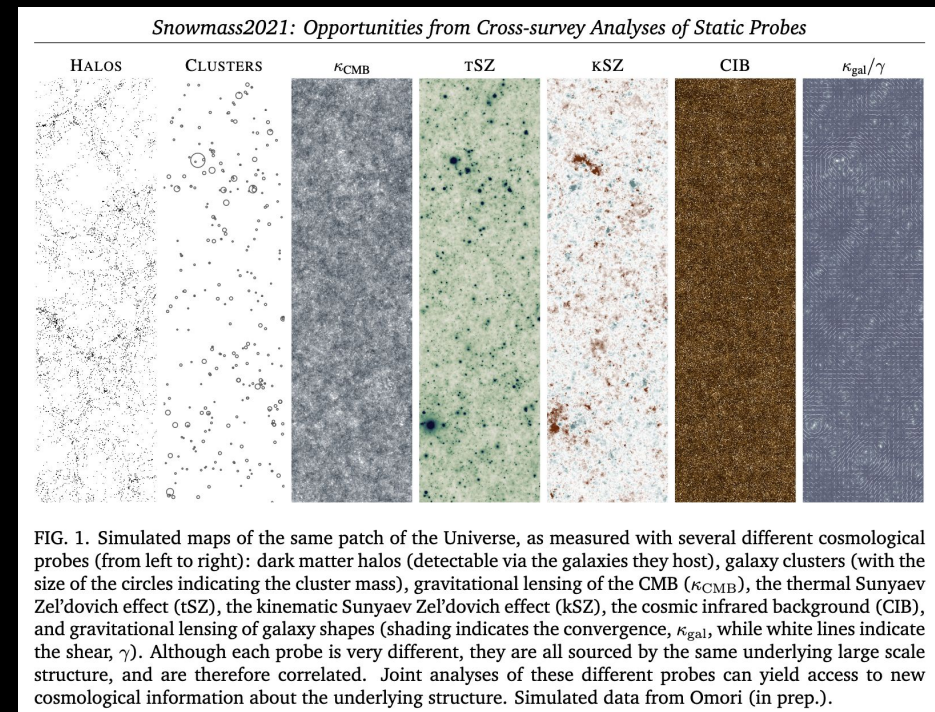 Snowmass2021: Opportunities from Cross-survey Analyses of Static Probes
HALOS CLUSTERS κCMB TSZ KSZ CIB κgal/γ
FIG. 1. Simulated maps of the same patch of the Universe, as measured with several different cosmological
probes (from left to right): dark matter halos (detectable via the galaxies they host), galaxy clusters (with the
size of the circles indicating the cluster mass), gravitational lensing of the CMB (κCMB), the thermal Sunyaev
Zel’dovich effect (tSZ), the kinematic Sunyaev Zel’dovich effect (kSZ), the cosmic infrared background (CIB),
and gravitational lensing of galaxy shapes (shading indicates the convergence, κgal, while white lines indicate
the shear, γ). Although each probe is very different, they are all sourced by the same underlying large scale
structure, and are therefore correlated. Joint analyses of these different probes can yield access to new
cosmological information about the underlying structure. Simulated data from Omori (in prep.).